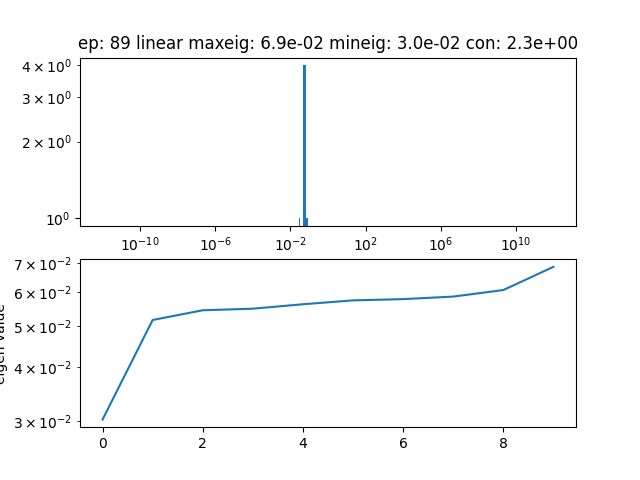 ep: 89 linear maxeig: 6.9e-02 mineig: 3.0e-02 con: 2.3e+00
4 × 10⁰
3 × 10⁰
2 × 10⁰
10⁰
10⁻¹⁰ 10⁻⁶ 10⁻² 10² 10⁶ 10¹⁰
7 × 10⁻²
6 × 10⁻²
5 × 10⁻²
4 × 10⁻²
3 × 10⁻²
eigen value
0 2 4 6 8